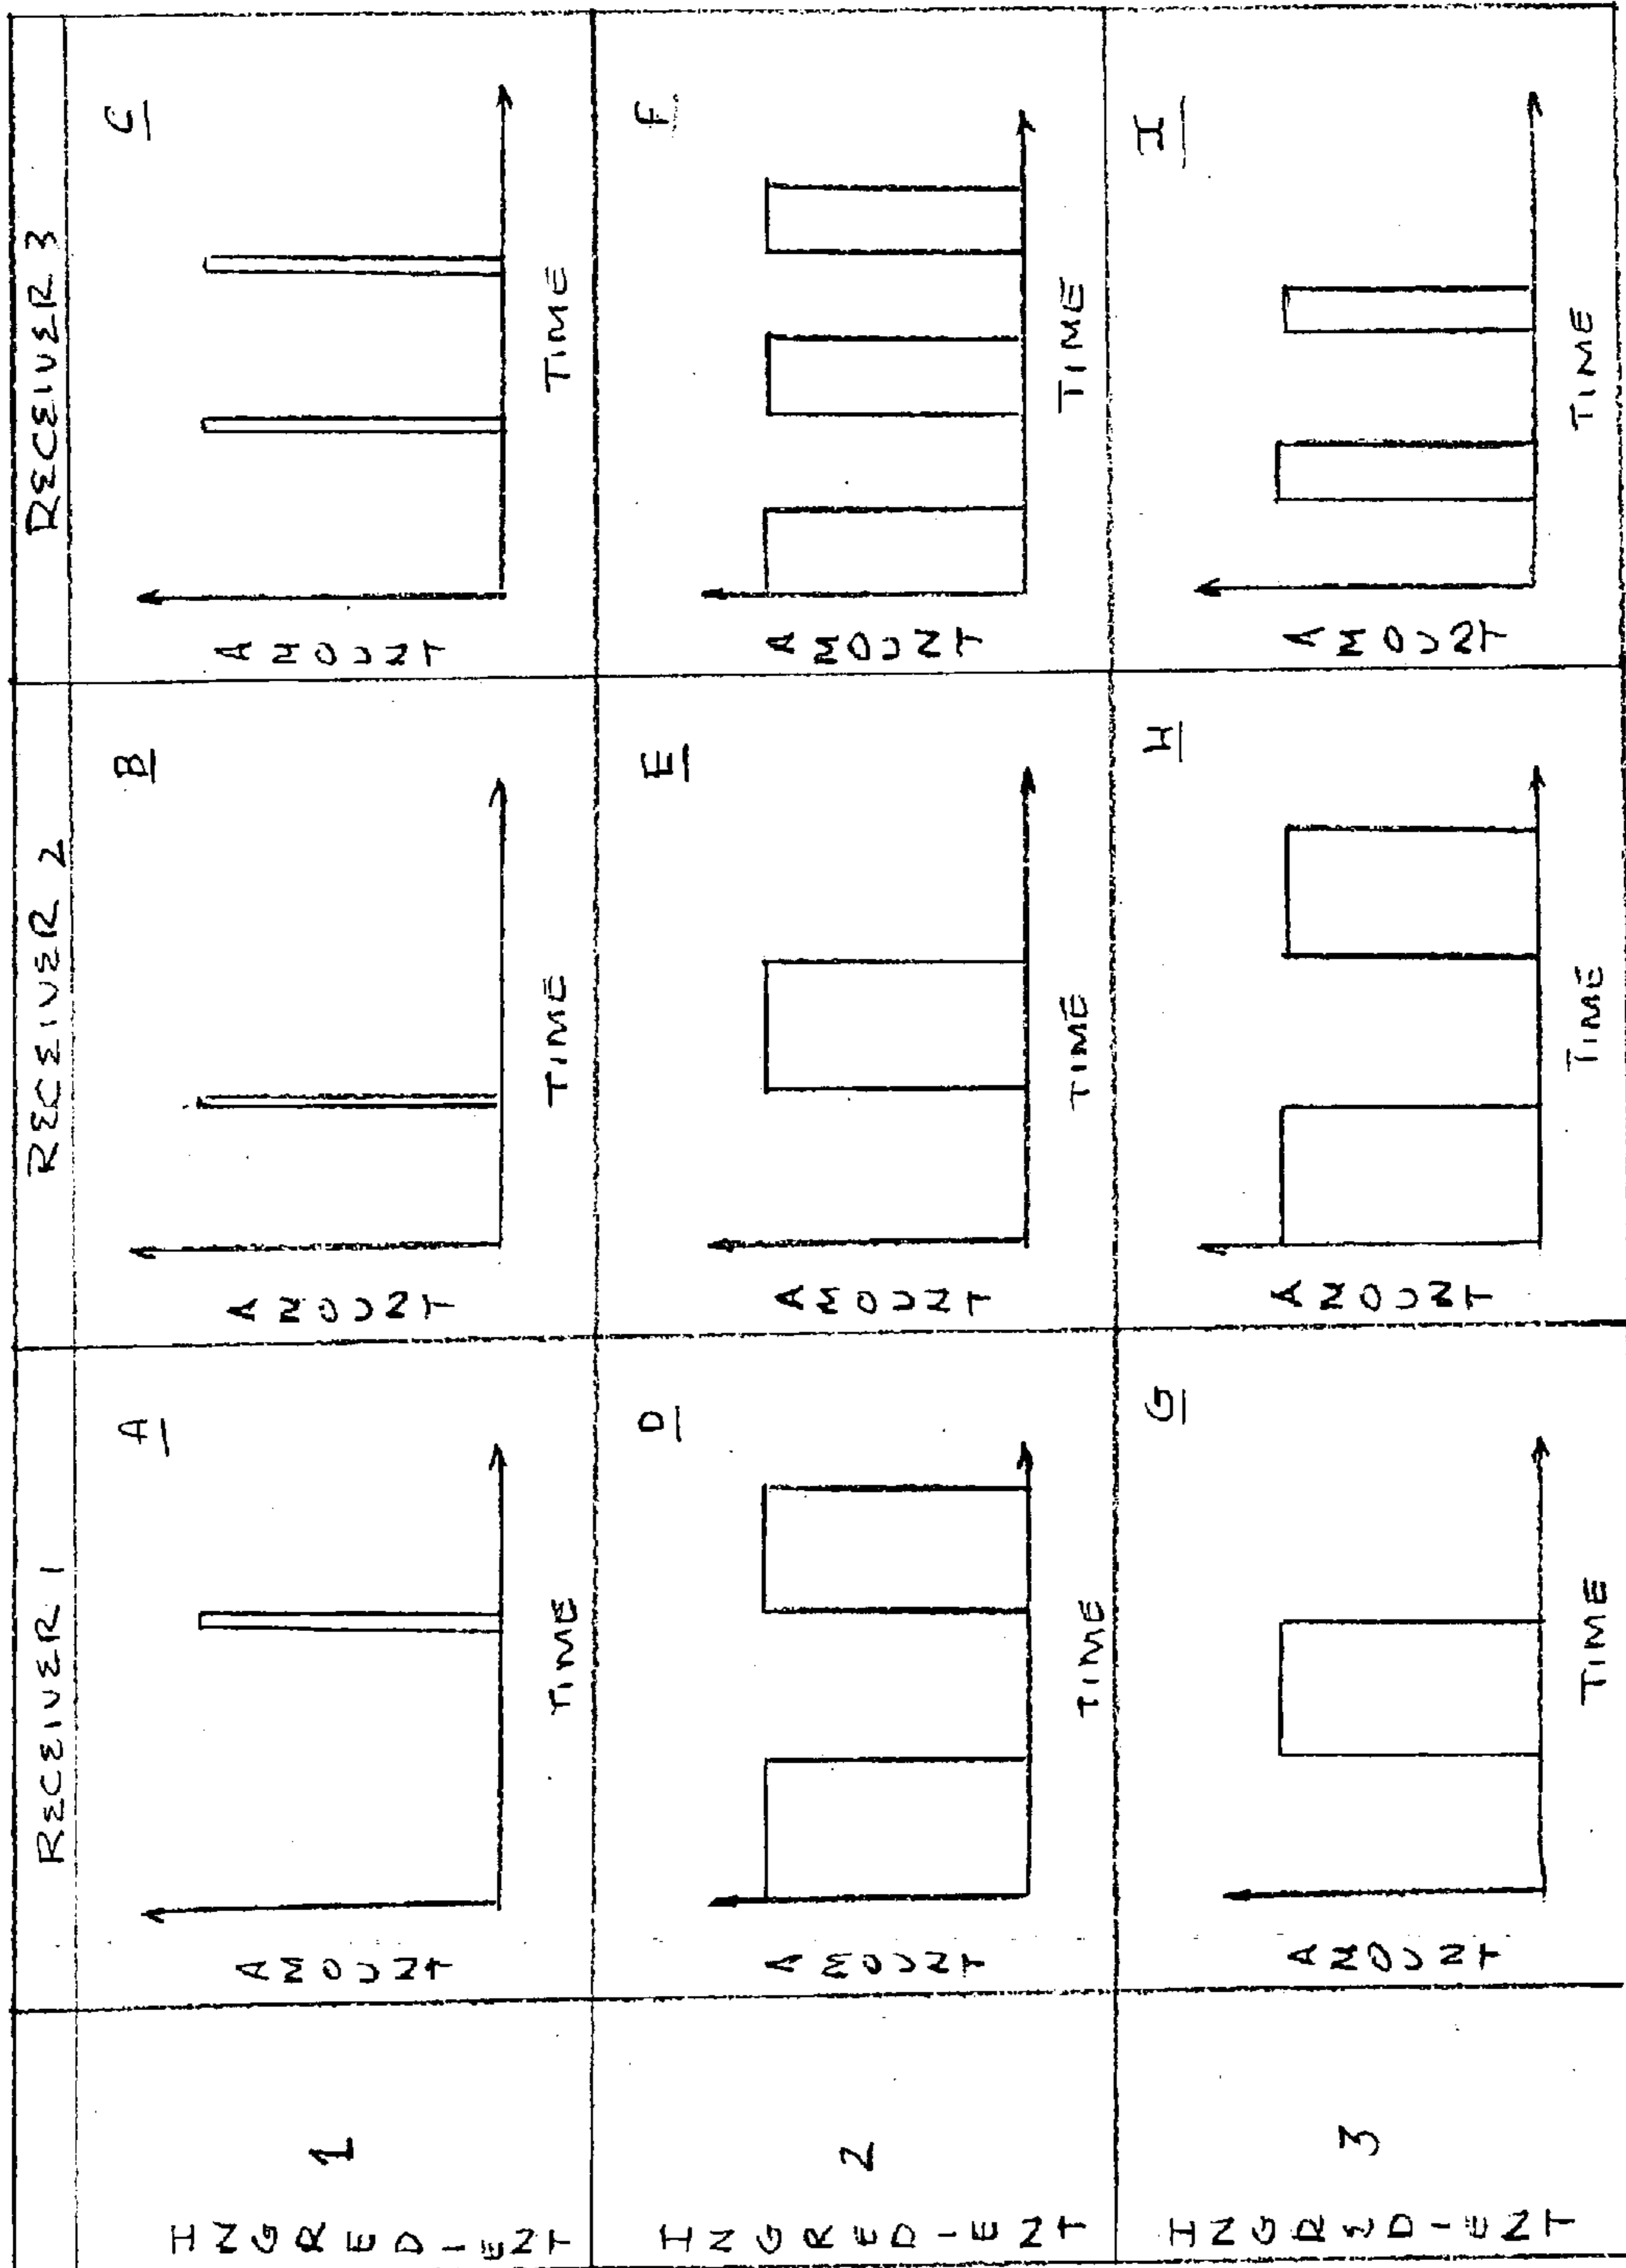 RECEIVER 1 RECEIVER 2 RECEIVER 3
INGREDIENT 1
AMOUNT TIME A
AMOUNT TIME B
AMOUNT TIME C
INGREDIENT 2
AMOUNT TIME D
AMOUNT TIME E
AMOUNT TIME F
INGREDIENT 3
AMOUNT TIME G
AMOUNT TIME H
AMOUNT TIME I